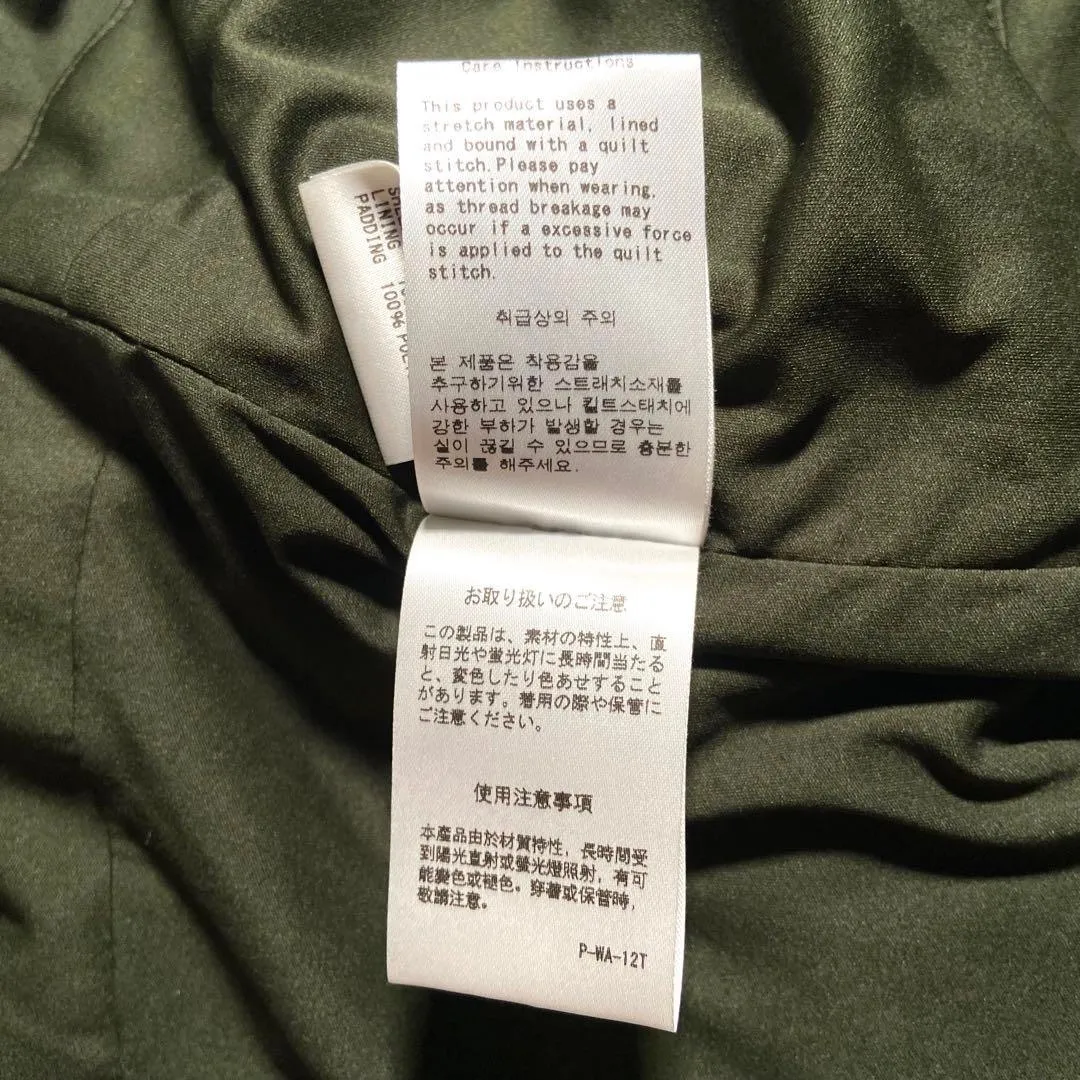 Care Instructions
This product uses a
stretch material, lined
and bound with a quilt
stitch.Please pay
attention when wearing,
as thread breakage may
occur if a excessive force
is applied to the quilt
stitch.
취급상의 주의
본 제품은 착용감을
추구하기위한 스트래치소재를
사용하고 있으나 킬트스태치에
강한 부하가 발생할 경우는
실이 끊길 수 있으므로 충분한
주의를 해주세요.
LINING
PADDING 100%
お取り扱いのご注意
この製品は、素材の特性上、直
射日光や蛍光灯に長時間当たる
と、変色したり色あせすること
があります。着用の際や保管に
ご注意ください。
使用注意事項
本產品由於材質特性，長時間受
到陽光直射或螢光燈照射，有可
能變色或褪色。穿著或保管時，
敬請注意。
P-WA-12T